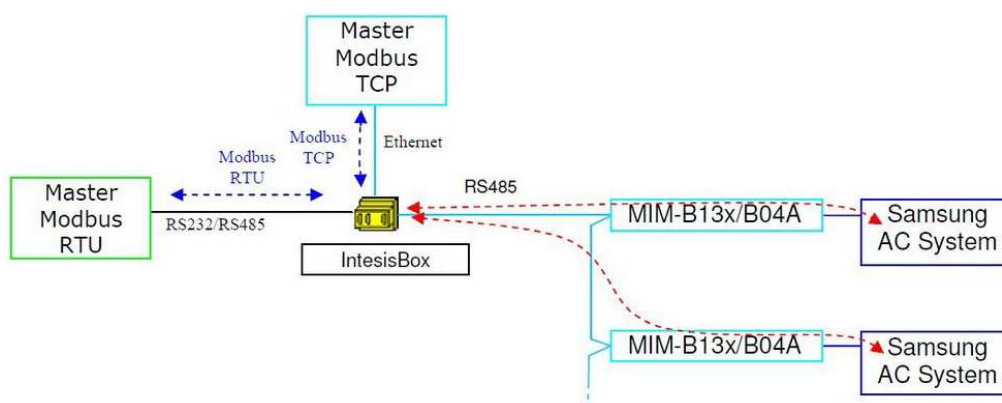 Master
Modbus
TCP
Modbus
TCP
Ethernet
Modbus
RTU
Master
Modbus
RTU
RS232/RS485
IntesisBox
RS485
MIM-B13x/B04A
Samsung
AC System
MIM-B13x/B04A
Samsung
AC System